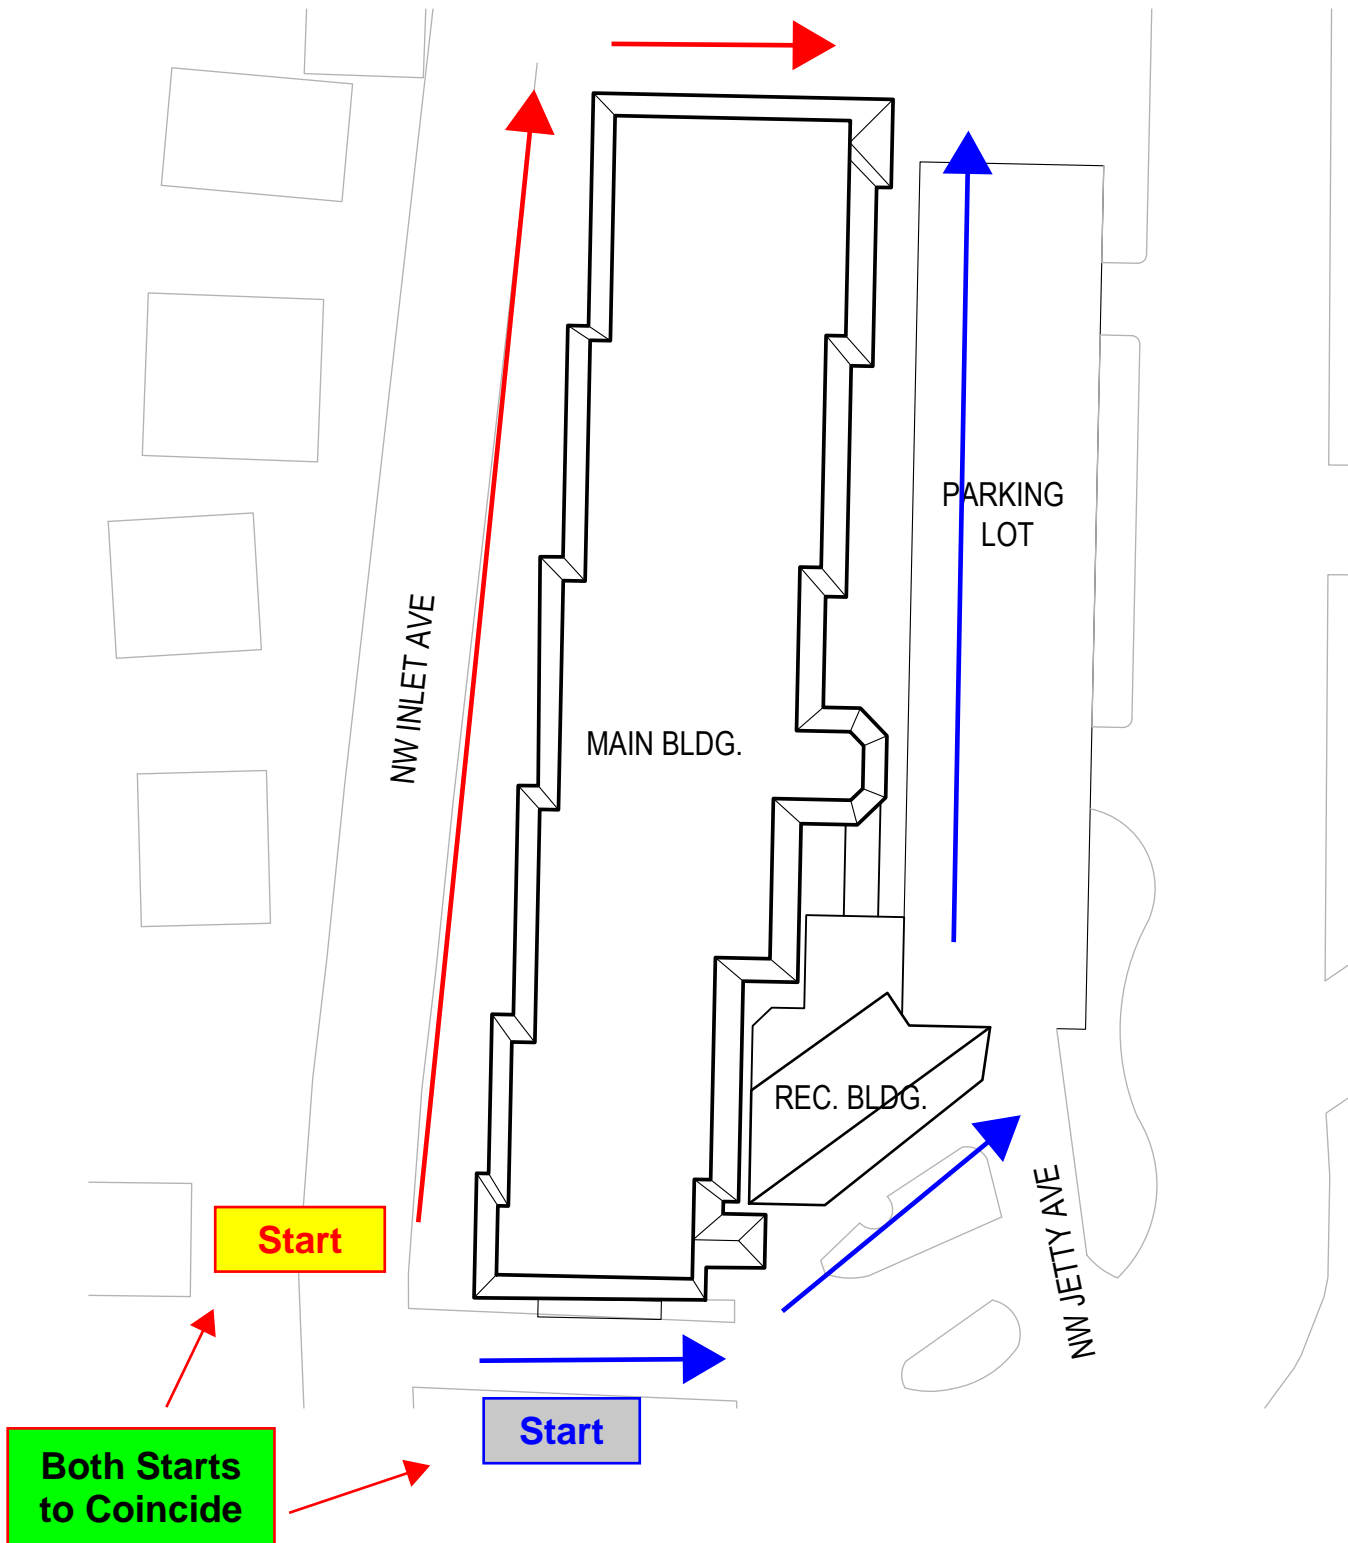 PARKING
LOT
NW INLET AVE
MAIN BLDG.
REC. BLDG.
NW JETTY AVE
Start
Start
Both Starts
to Coincide